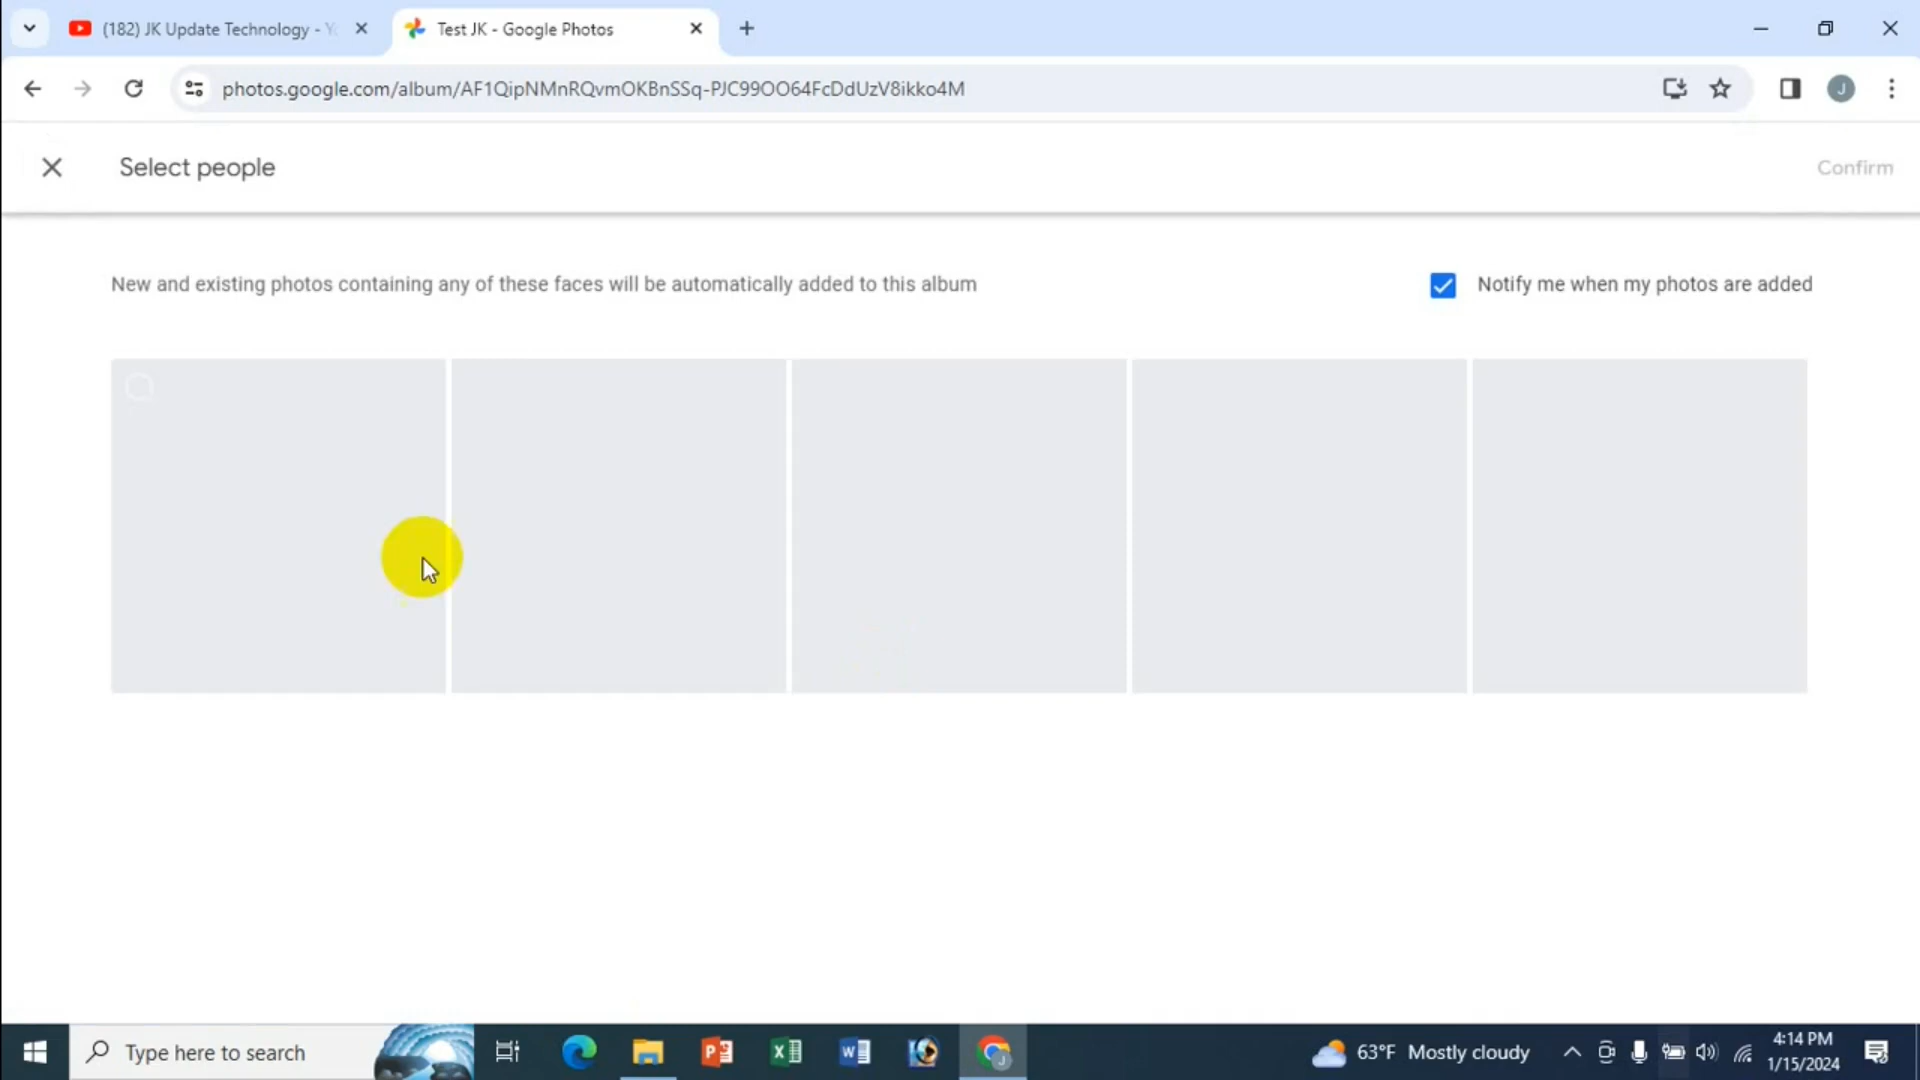 (182) JK Update Technology - Y
Test JK - Google Photos
photos.google.com/album/AF1QipNMnRQvmOKBnSSq-PJC99OO64FcDdUzV8ikko4M
J
Select people
Confirm
New and existing photos containing any of these faces will be automatically added to this album
Notify me when my photos are added
Type here to search
63°F Mostly cloudy
4:14 PM
1/15/2024